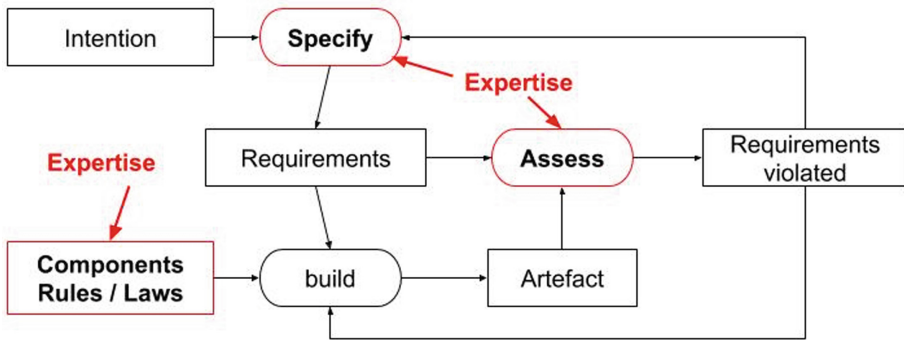 Intention
Specify
Expertise
Expertise
Requirements
Assess
Requirements
violated
Components
Rules / Laws
build
Artefact